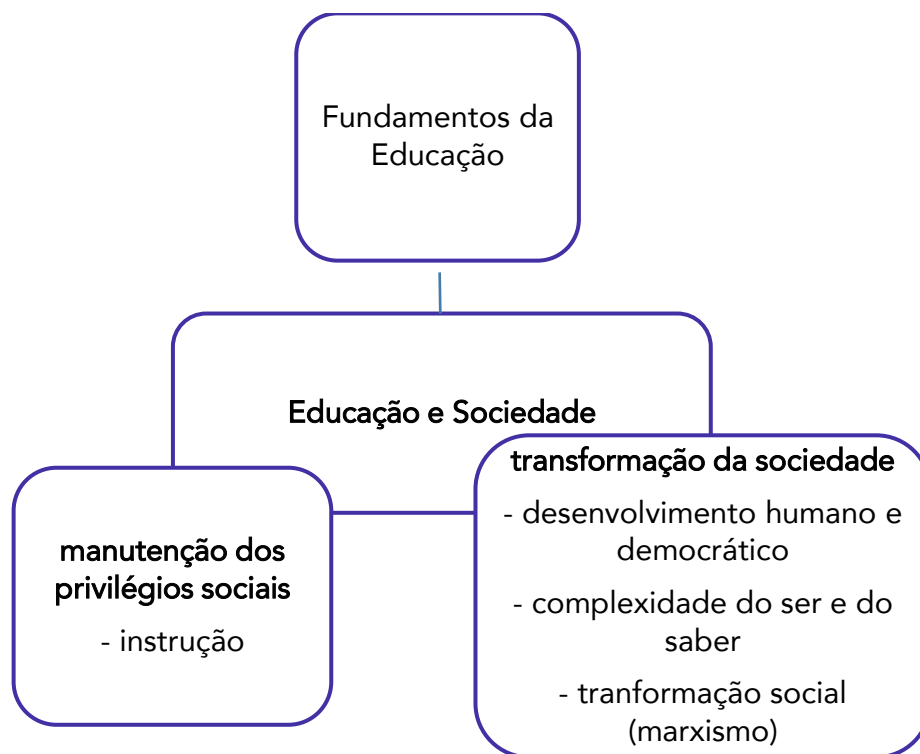 Fundamentos da
Educação
Educação e Sociedade
manutenção dos
privilégios sociais
- instrução
transformação da sociedade
- desenvolvimento humano e
democrático
- complexidade do ser e do
saber
- tranformação social
(marxismo)